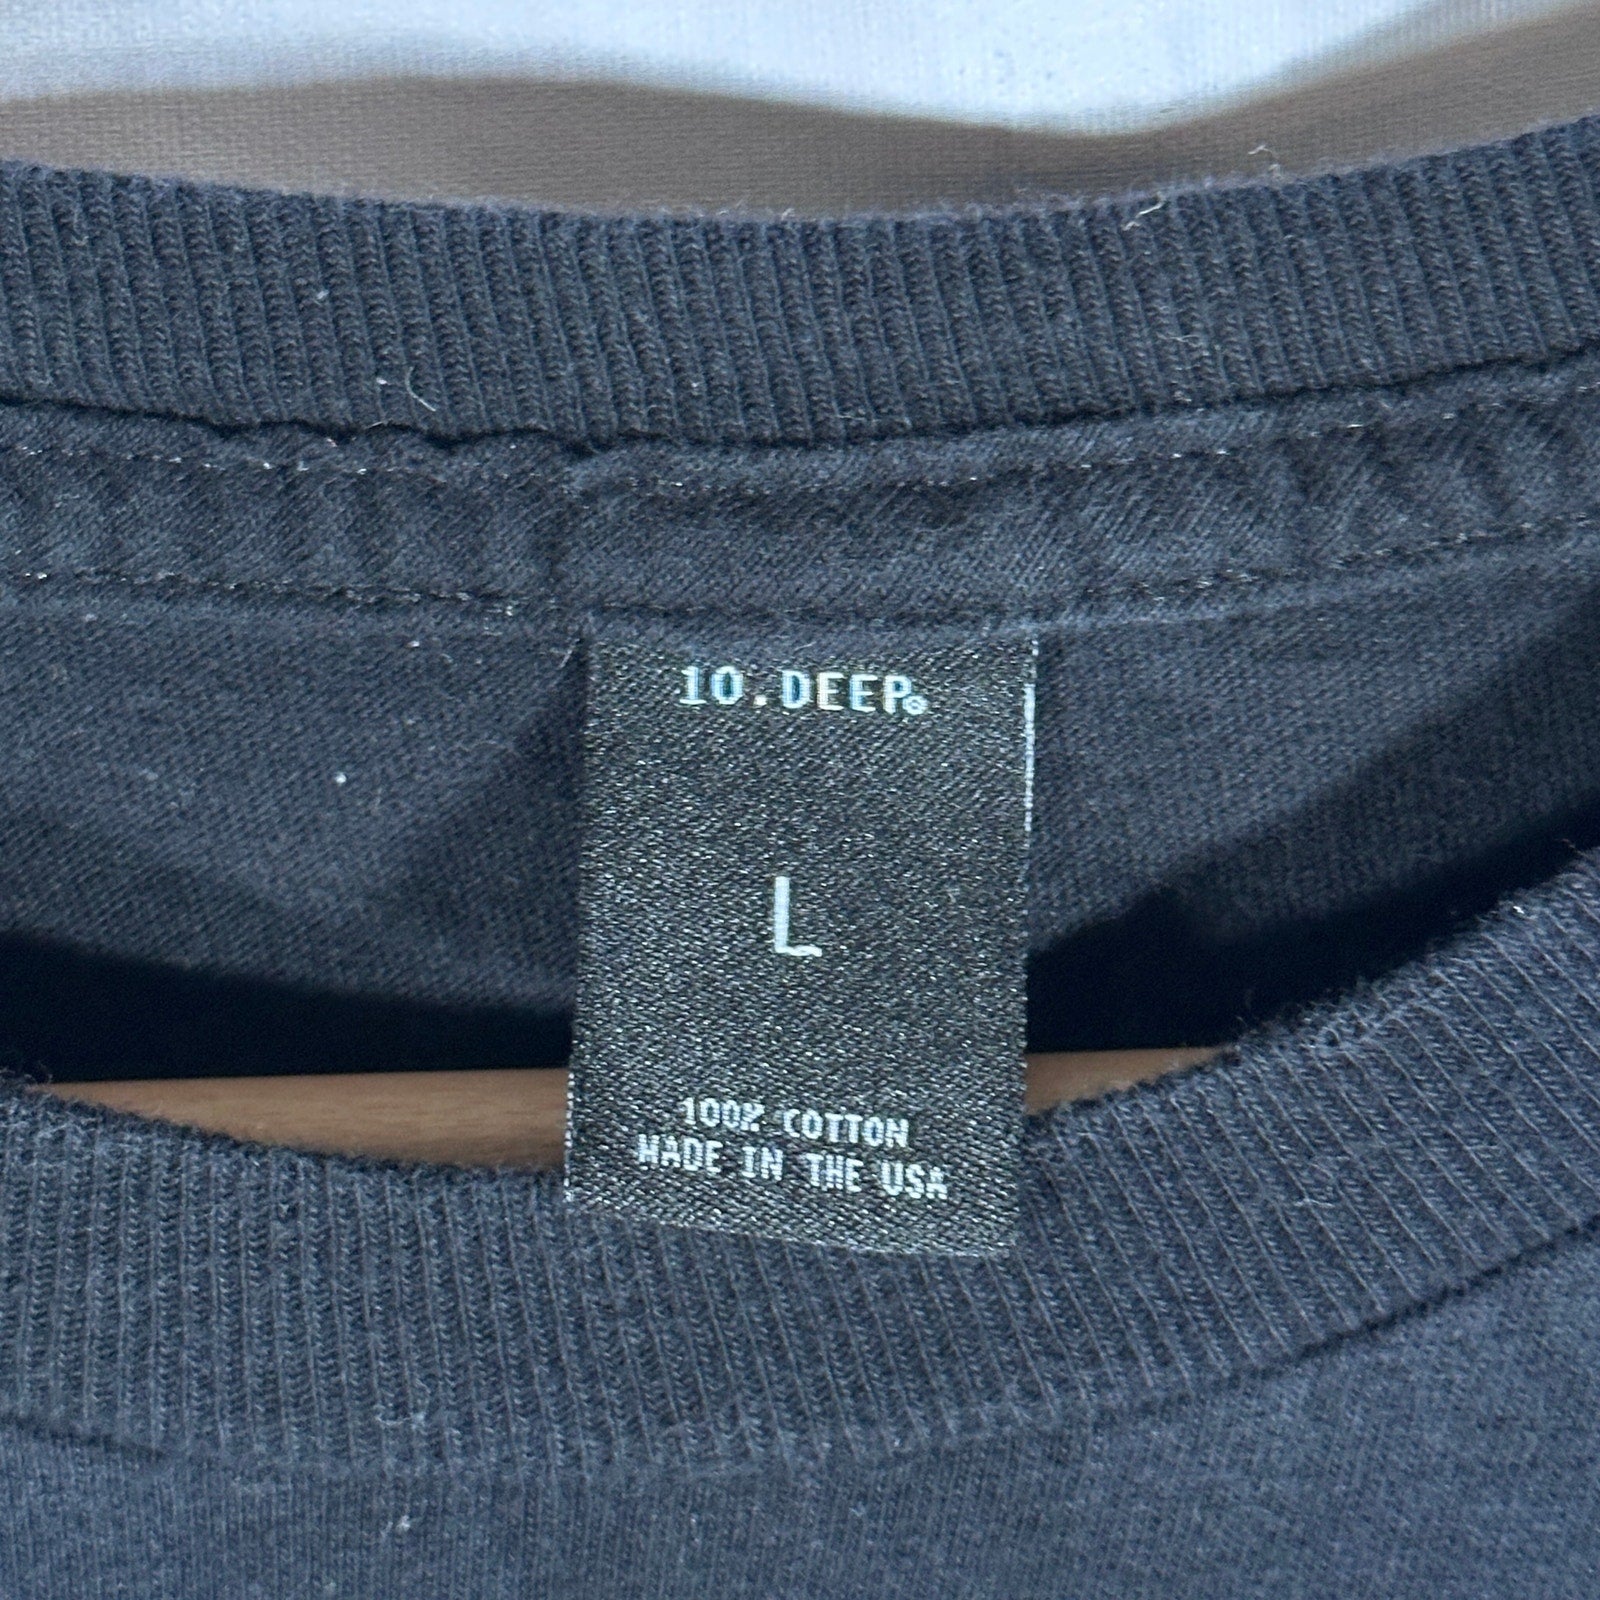 10.DEEP®
L
100% COTTON
MADE IN THE USA